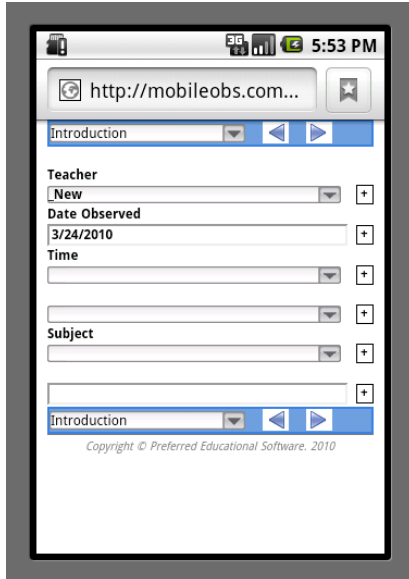 3G 5:53 PM
http://mobileobs.com...
Introduction
Teacher
_New +
Date Observed
3/24/2010 +
Time
+
+
Subject
+
+
Introduction
Copyright © Preferred Educational Software. 2010